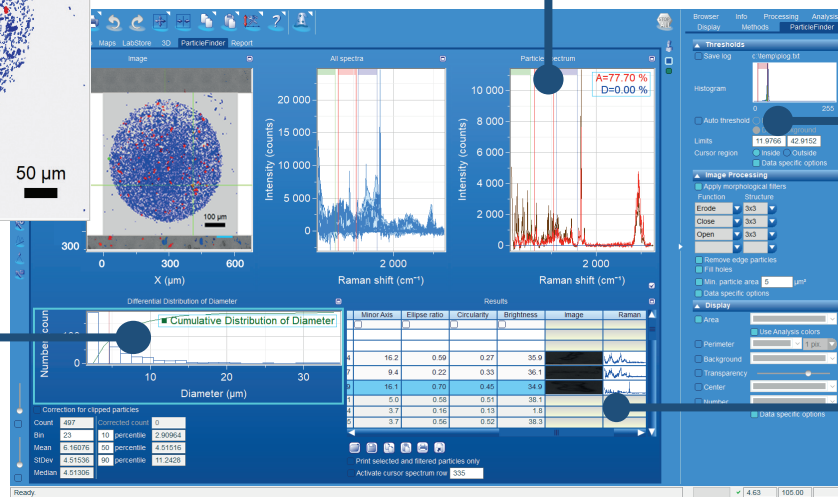 Browser Info Processing Analysis
Display Methods ParticleFinder
Maps LabStore 3D ParticleFinder Report
Image
All spectra
50 µm
100 µm
300
0 300 600
X (µm)
Intensity (counts)
20 000
15 000
10 000
5 000
0
2 000
Raman shift (cm⁻¹)
A=77.70 %
D=0.00 %
Intensity (counts)
10 000
8 000
6 000
4 000
2 000
0
2 000
Raman shift (cm⁻¹)
Thresholds
Save log c:\temp\prog.txt
Histogram
0 255
Auto threshold
Limits 11.9766 42.9152
Cursor region Inside Outside
Data specific options
Image Processing
Apply morphological filters
Function Structure
Erode 3x3
Close 3x3
Open 3x3
Remove edge particles
Fill holes
Min. particle area 5 µm²
Data specific options
Display
Area
Use Analysis colors
Perimeter 1 pix.
Background
Transparency
Center
Number
Data specific options
Differential Distribution of Diameter
Cumulative Distribution of Diameter
0
10 20 30
Diameter (µm)
Correction for clipped particles
Count 497 Corrected count 0
Bin 23 10 percentile 2.90964
Mean 6.16076 50 percentile 4.51516
StDev 4.51536 90 percentile 11.2428
Median 4.51306
Results
Minor Axis Ellipse ratio Circularity Brightness Image Raman
16.2 0.59 0.27 35.9
9.4 0.22 0.33 36.1
16.1 0.70 0.45 34.9
5.0 0.58 0.51 38.1
3.7 0.16 0.13 1.8
3.7 0.56 0.52 38.3
Print selected and filtered particles only
Activate cursor spectrum row 335
Ready
4.63 105.00